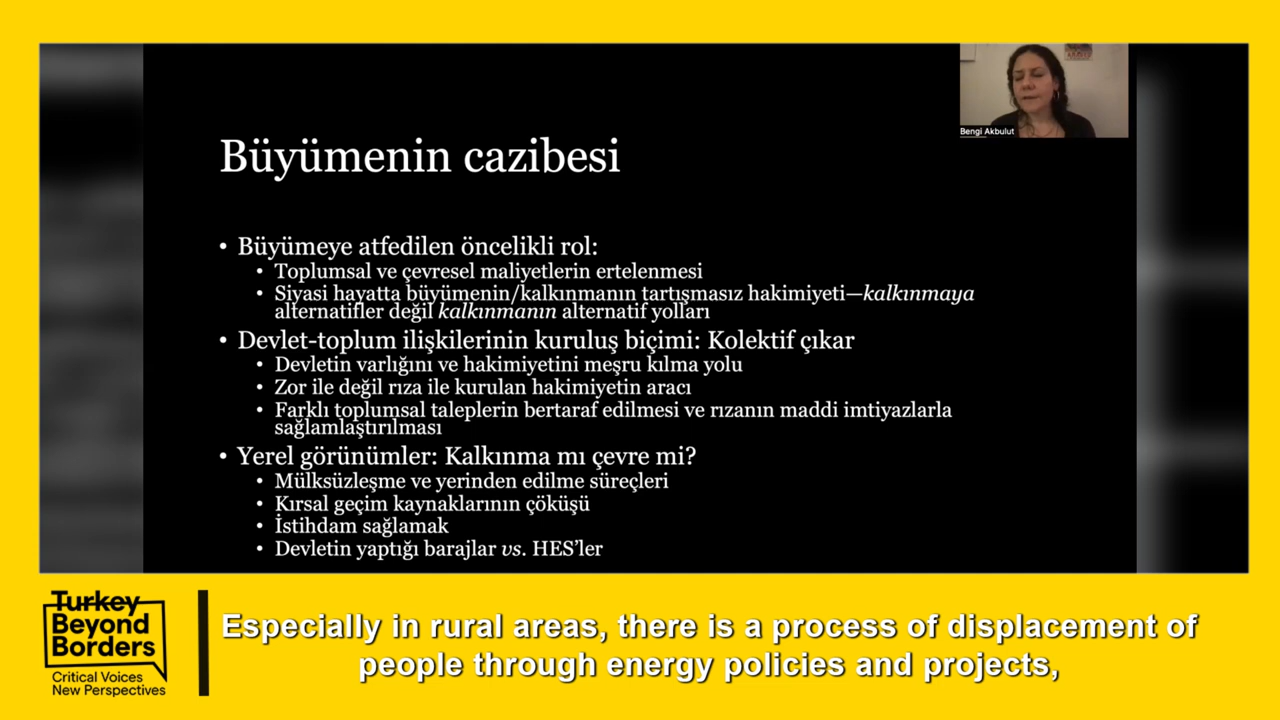 Bengi Akbulut
Büyümenin cazibesi
• Büyümeye atfedilen öncelikli rol:
• Toplumsal ve çevresel maliyetlerin ertelenmesi
• Siyasi hayatta büyümenin/kalkınmanın tartışmasız hakimiyeti—kalkınmaya
alternatifler değil kalkınmanın alternatif yolları
• Devlet-toplum ilişkilerinin kuruluş biçimi: Kolektif çıkar
• Devletin varlığını ve hakimiyetini meşru kılma yolu
• Zor ile değil rıza ile kurulan hakimiyetin aracı
• Farklı toplumsal taleplerin bertaraf edilmesi ve rızanın maddi imtiyazlarla
sağlamlaştırılması
• Yerel görünümler: Kalkınma mı çevre mi?
• Mülksüzleşme ve yerinden edilme süreçleri
• Kırsal geçim kaynaklarının çöküşü
• İstihdam sağlamak
• Devletin yaptığı barajlar vs. HES’ler
Turkey
Beyond
Borders
Critical Voices
New Perspectives
Especially in rural areas, there is a process of displacement of
people through energy policies and projects,